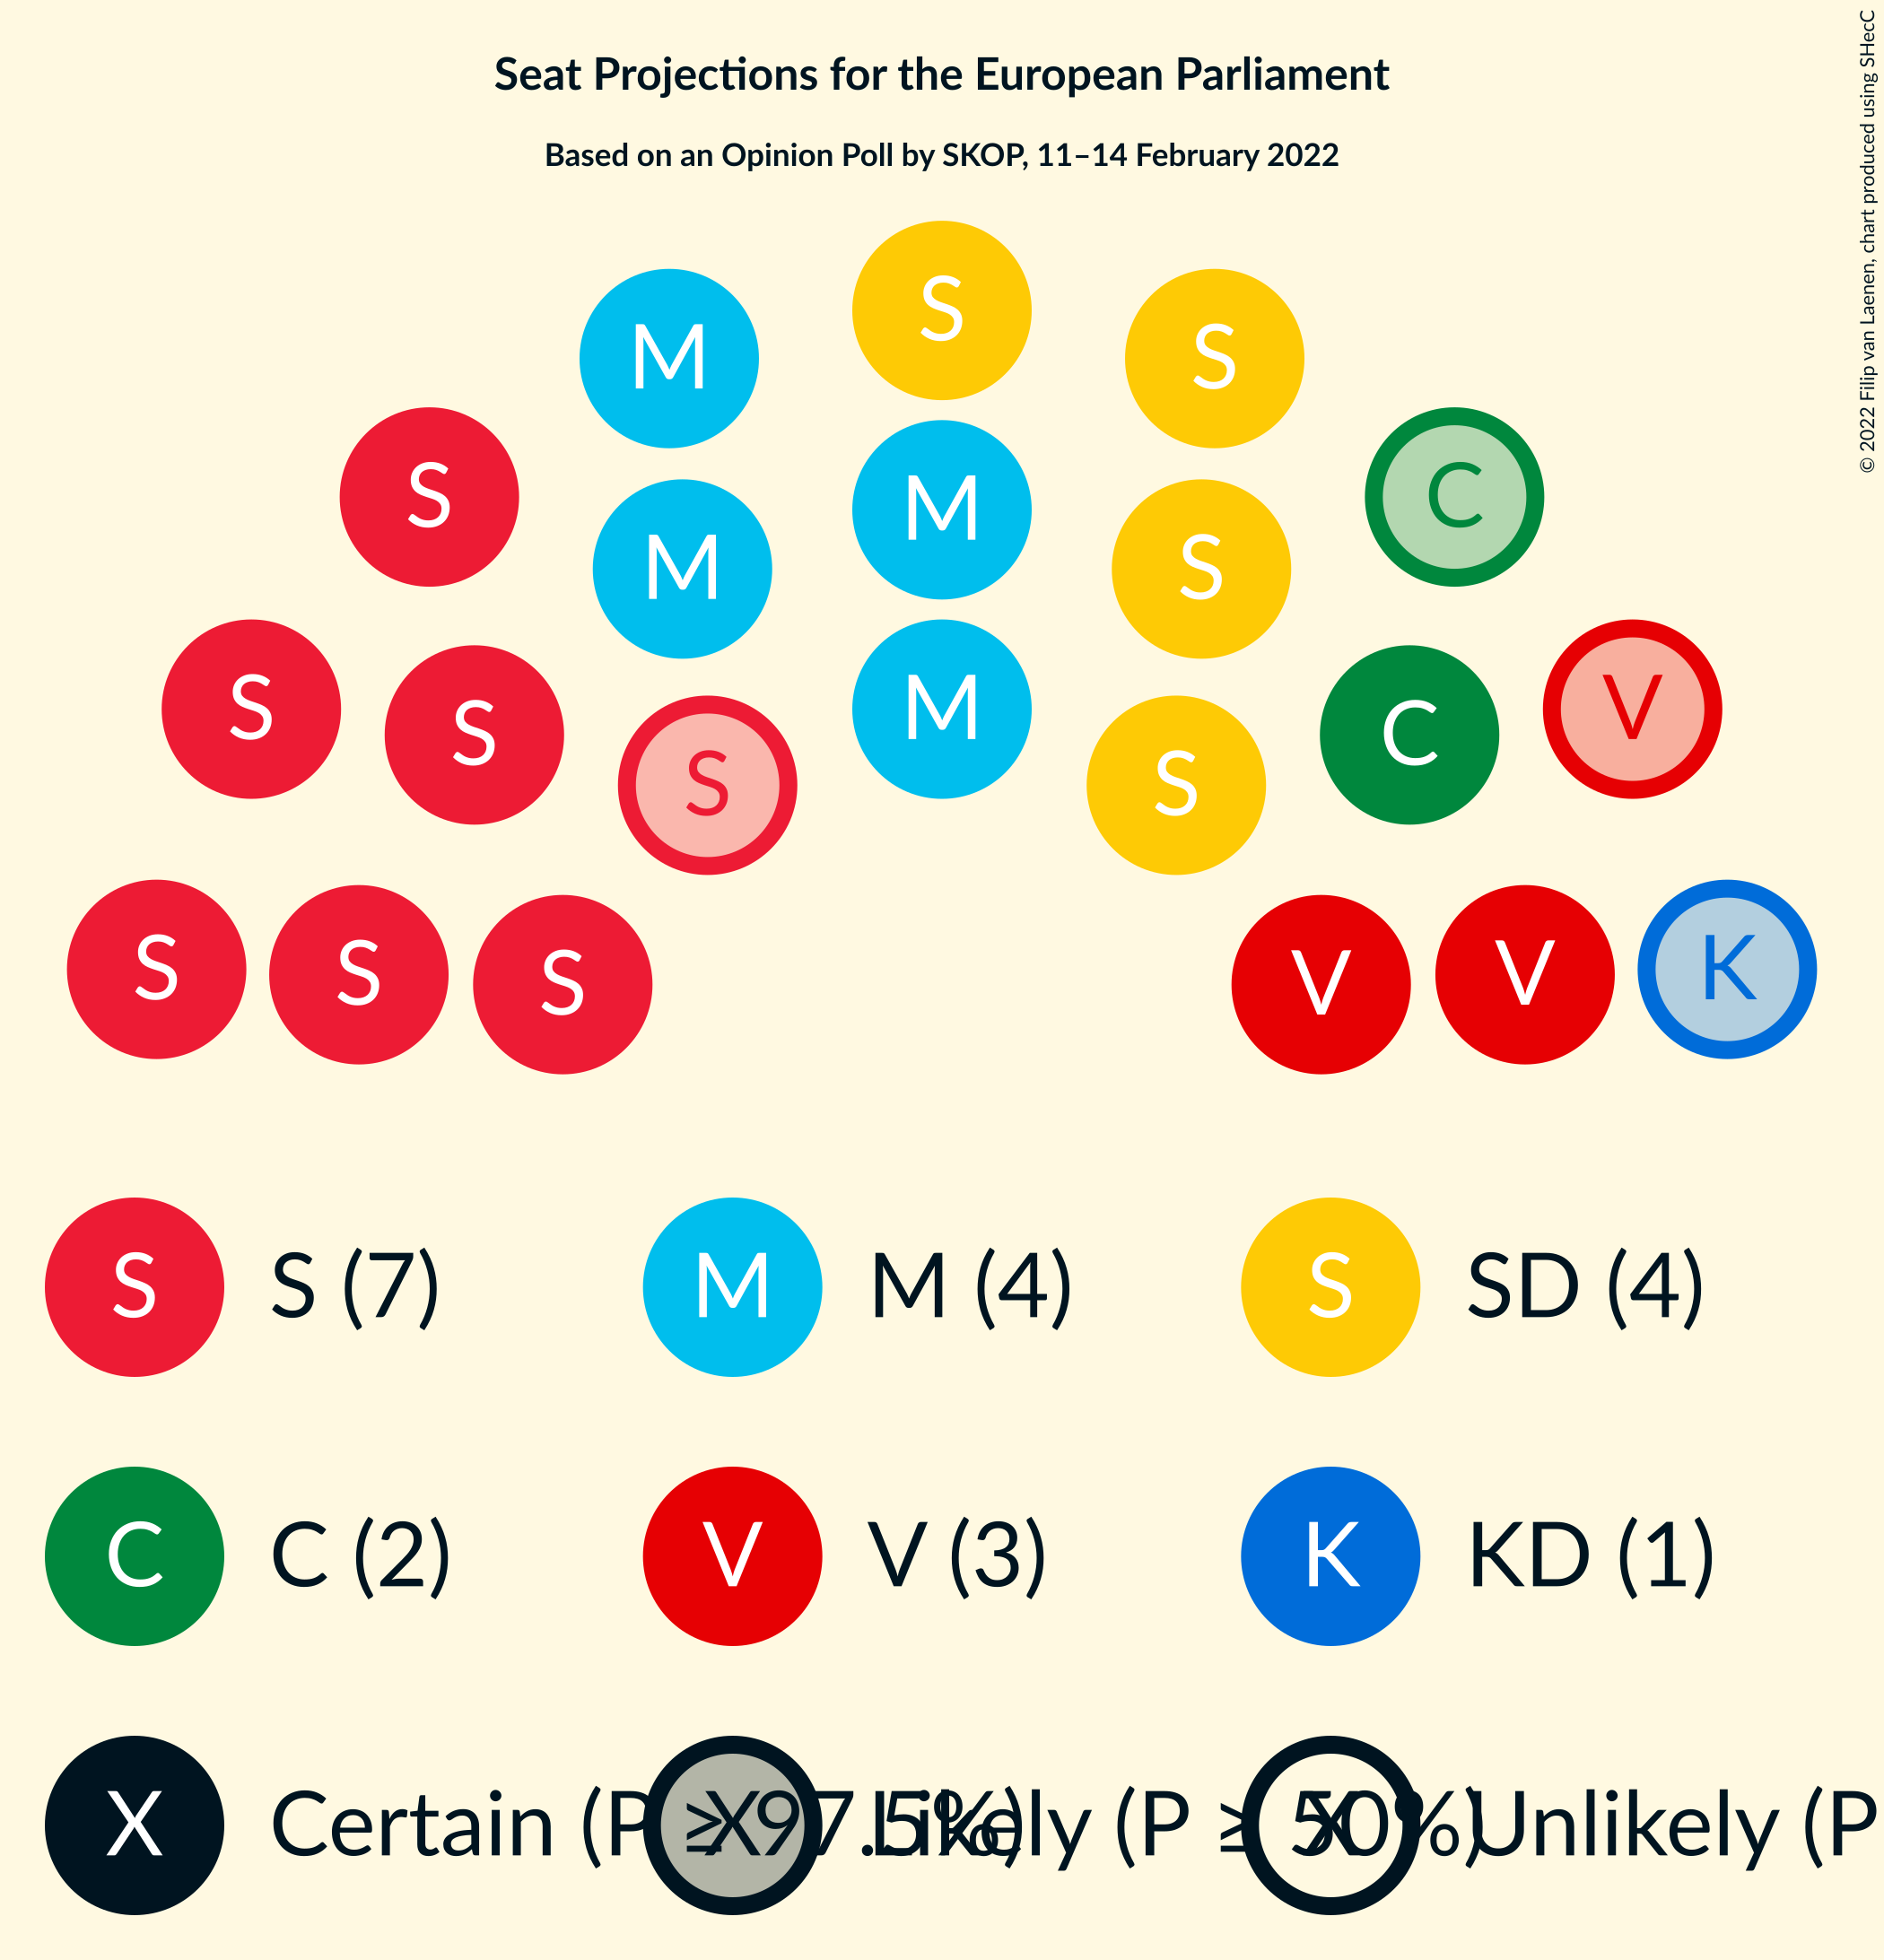 Seat Projections for the European Parliament
Based on an Opinion Poll by SKOP, 11–14 February 2022
© 2022 Filip van Laenen, chart produced using SHecC
S
M S
S C
M
M S
S V
S M C
S S
S K
S V
S V
S S (7) M M (4) S SD (4)
C C (2) V V (3) K KD (1)
X Certain (P ≥ 97.5%) X Likely (P ≥ 50%) X Unlikely (P